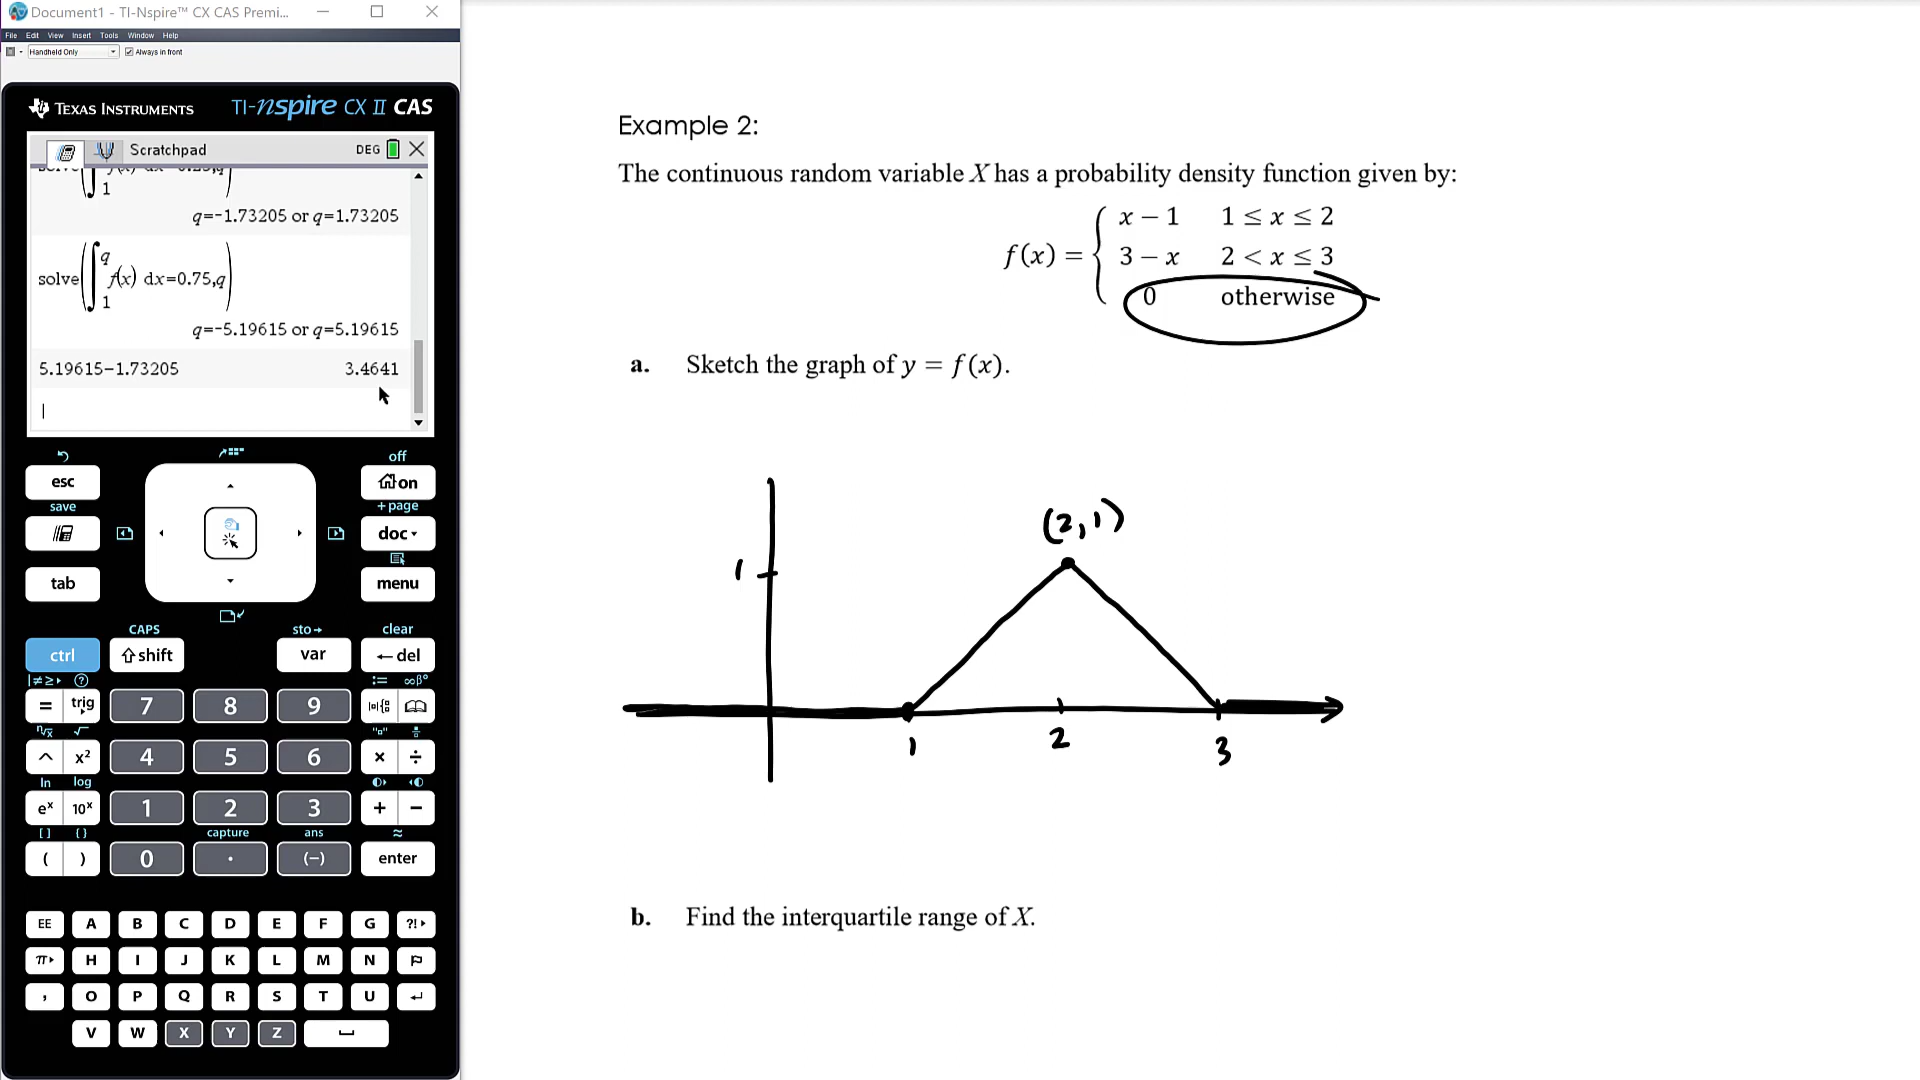 Document1 - TI-Nspire™ CX CAS Premi...
File Edit View Insert Tools Window Help
Handheld Only Always in front
TEXAS INSTRUMENTS TI-nspire CX II CAS
Scratchpad DEG
1
q=-1.73205 or q=1.73205
solve(∫ q 1 f(x) dx=0.75,q)
q=-5.19615 or q=5.19615
5.19615-1.73205 3.4641
off
esc on
save + page
doc
tab menu
CAPS sto→ clear
ctrl shift var ←del
|≠≥▸ ? := ∞β°
= trig 7 8 9
^ x² 4 5 6 × ÷
ln log
eˣ 10ˣ 1 2 3 + −
[ ] { } capture ans ≈
( ) 0 . (−) enter
EE A B C D E F G ?!▸
π▸ H I J K L M N
, O P Q R S T U
V W X Y Z
Example 2:
The continuous random variable X has a probability density function given by:
x − 1 1 ≤ x ≤ 2
f(x) = { 3 − x 2 < x ≤ 3
0 otherwise
a. Sketch the graph of y = f(x).
(2,1)
1
1 2 3
b. Find the interquartile range of X.